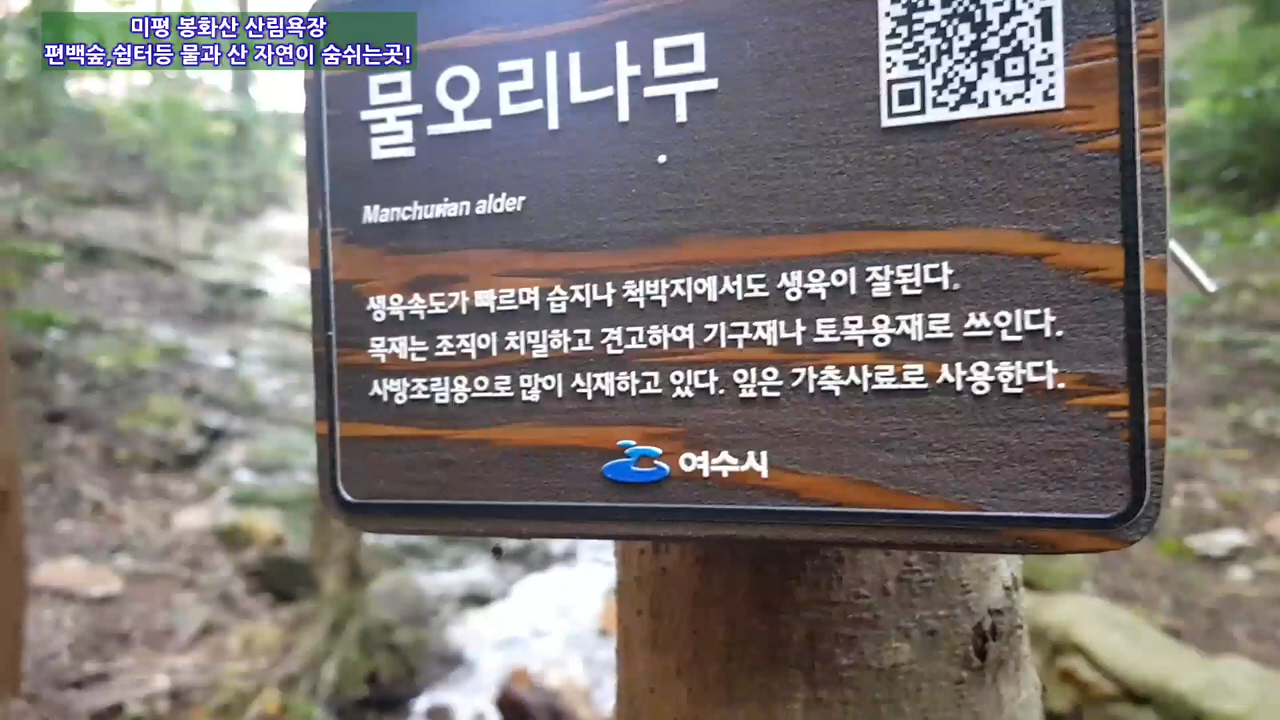 미평 봉화산 산림욕장
편백숲,쉼터등 물과 산 자연이 숨쉬는곳!
물오리나무
Manchurian alder
생육속도가 빠르며 습지나 척박지에서도 생육이 잘된다.
목재는 조직이 치밀하고 견고하여 기구재나 토목용재로 쓰인다.
사방조림용으로 많이 식재하고 있다. 잎은 가축사료로 사용한다.
여수시